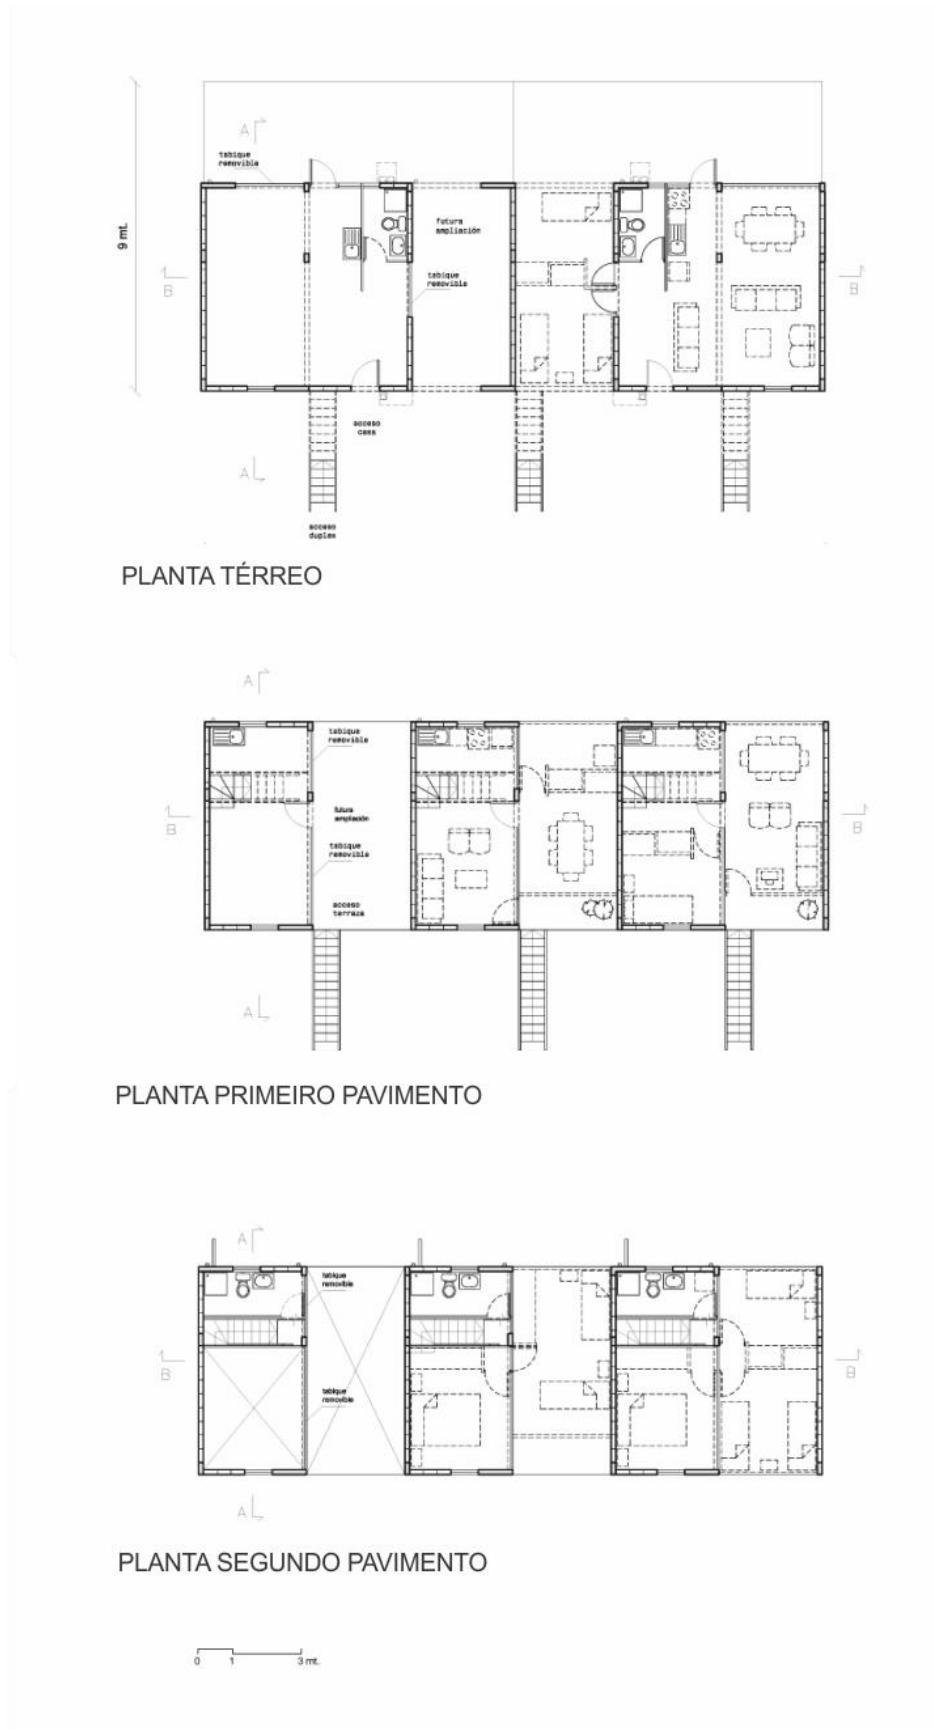 A
tabique
removible
futura
ampliación
9 mt.
tabique
removible
B
B
acceso
casa
A
acceso
duplex
PLANTA TÉRREO
A
tabique
removible
futura
ampliación
B
B
tabique
removible
acceso
terraza
A
PLANTA PRIMEIRO PAVIMENTO
A
tabique
removible
B
B
tabique
removible
A
PLANTA SEGUNDO PAVIMENTO
0 1 3 mt.